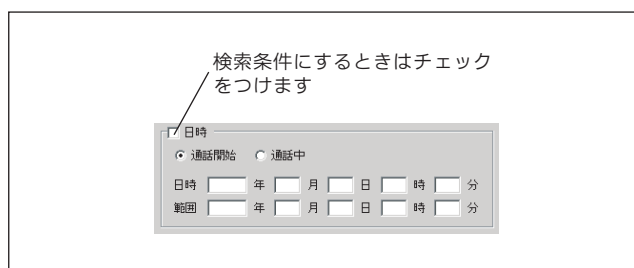 検索条件にするときはチェック
をつけます
日時
通話開始 通話中
日時 年 月 日 時 分
範囲 年 月 日 時 分